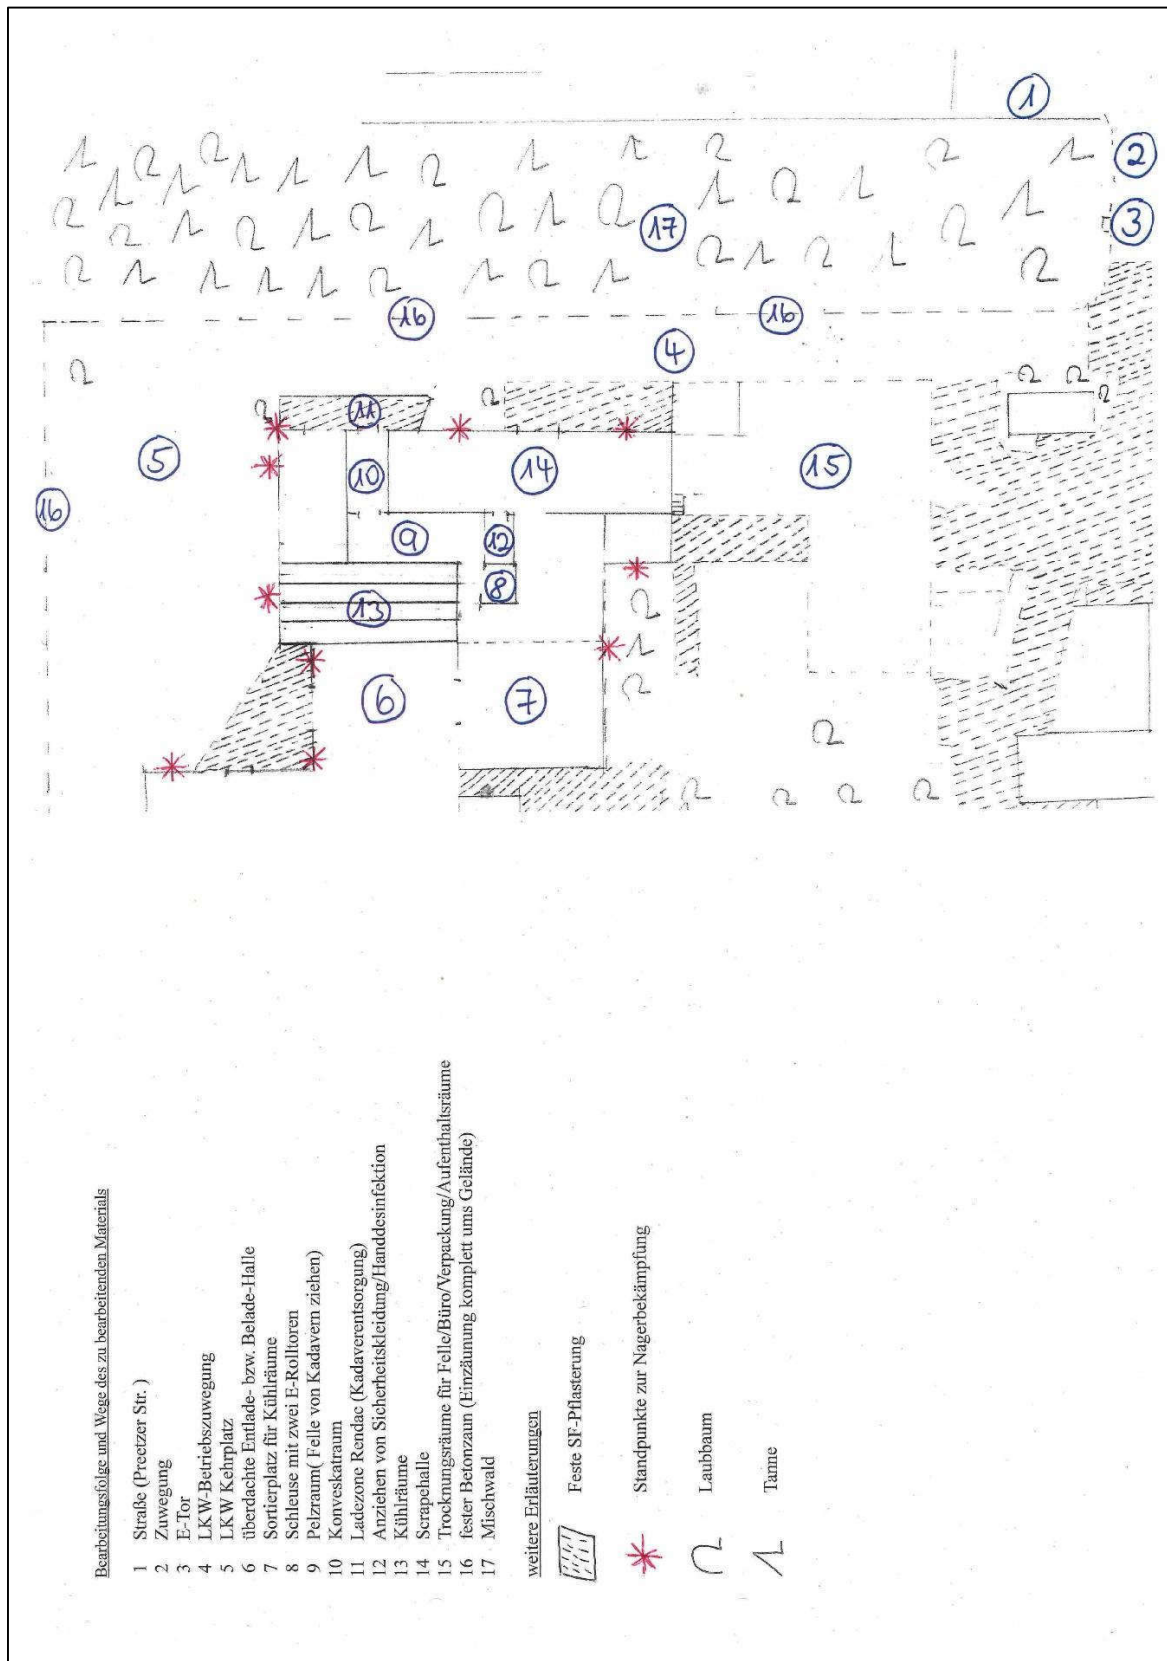 Bearbeitungsfolge und Wege des zu bearbeitenden Materials
1 Straße (Preetzer Str. )
2 Zuwegung
3 E-Tor
4 LKW-Betriebszuwegung
5 LKW Kehrplatz
6 überdachte Entlade- bzw. Belade-Halle
7 Sortierplatz für Kühlräume
8 Schleuse mit zwei E-Rolltoren
9 Pelzraum( Felle von Kadavern ziehen)
10 Konveskatraum
11 Ladezone Rendac (Kadaverentsorgung)
12 Anziehen von Sicherheitskleidung/Handdesinfektion
13 Kühlräume
14 Scrapehalle
15 Trocknungsräume für Felle/Büro/Verpackung/Aufenthaltsräume
16 fester Betonzaun (Einzäunung komplett ums Gelände)
17 Mischwald
weitere Erläuterungen
Feste SF-Pflasterung
Standpunkte zur Nagerbekämpfung
Laubbaum
Tanne
1
2
3
17
16
16
4
11
5
10
14
15
16
9
12
8
13
6
7